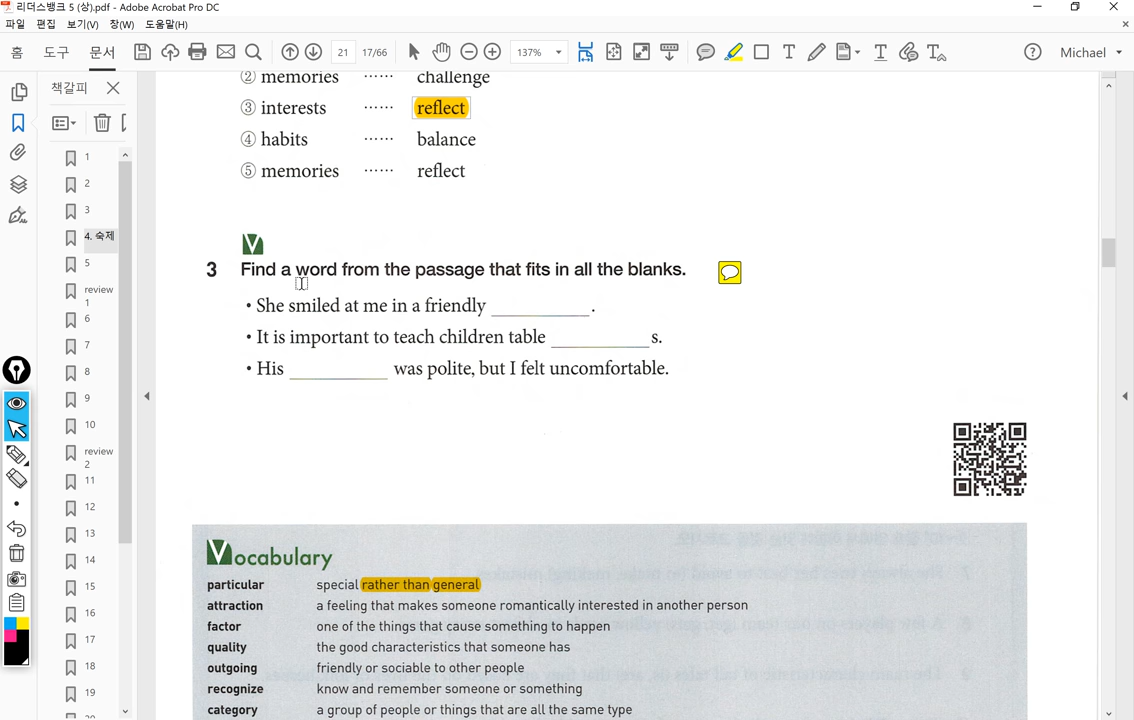 리더스뱅크 5 (상).pdf - Adobe Acrobat Pro DC
파일 편집 보기(V) 창(W) 도움말(H)
홈 도구 문서 21 17/66 137% Michael
책갈피
1
2
3
4. 숙제
5
review 1
6
7
8
9
10
review 2
11
12
13
14
15
16
17
18
19
② memories ······ challenge
③ interests ······ reflect
④ habits ······ balance
⑤ memories ······ reflect
V
3 Find a word from the passage that fits in all the blanks.
• She smiled at me in a friendly __________.
• It is important to teach children table __________s.
• His __________ was polite, but I felt uncomfortable.
Vocabulary
particular special rather than general
attraction a feeling that makes someone romantically interested in another person
factor one of the things that cause something to happen
quality the good characteristics that someone has
outgoing friendly or sociable to other people
recognize know and remember someone or something
category a group of people or things that are all the same type